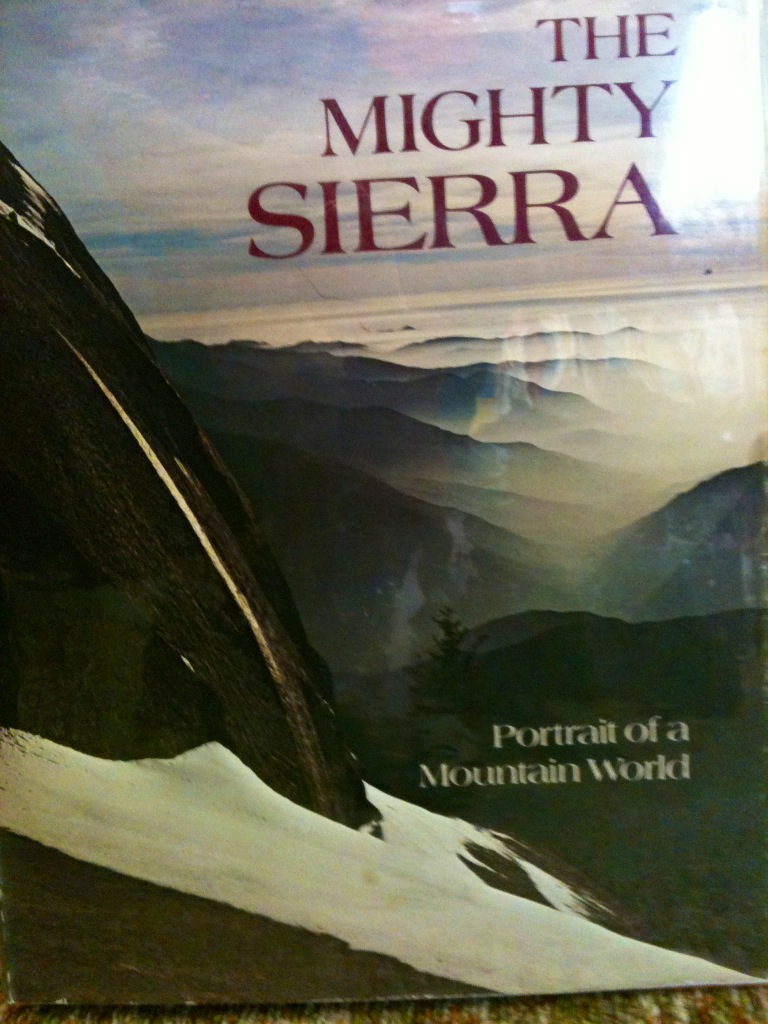 THE
MIGHTY
SIERRA
Portrait of a
Mountain World